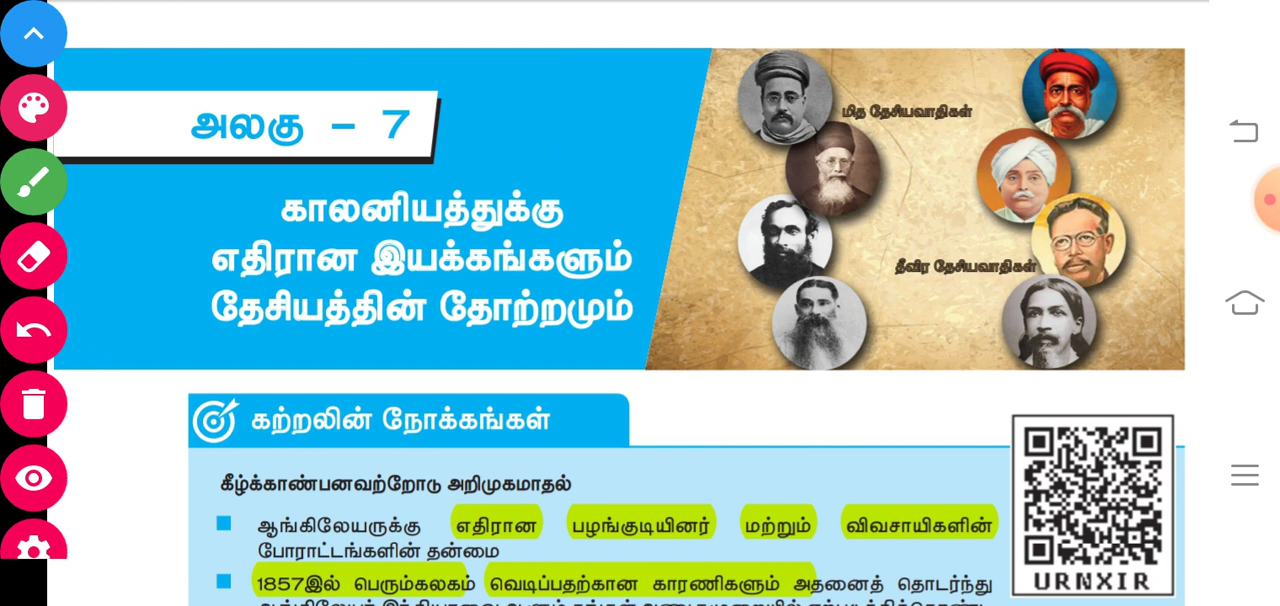 அலகு – 7
காலனியத்துக்கு
எதிரான இயக்கங்களும்
தேசியத்தின் தோற்றமும்
மித தேசியவாதிகள்
தீவிர தேசியவாதிகள்
கற்றலின் நோக்கங்கள்
கீழ்க்காண்பனவற்றோடு அறிமுகமாதல்
ஆங்கிலேயருக்கு எதிரான பழங்குடியினர் மற்றும் விவசாயிகளின்
போராட்டங்களின் தன்மை
1857இல் பெரும்கலகம் வெடிப்பதற்கான காரணிகளும் அதனைத் தொடர்ந்து
URNXIR